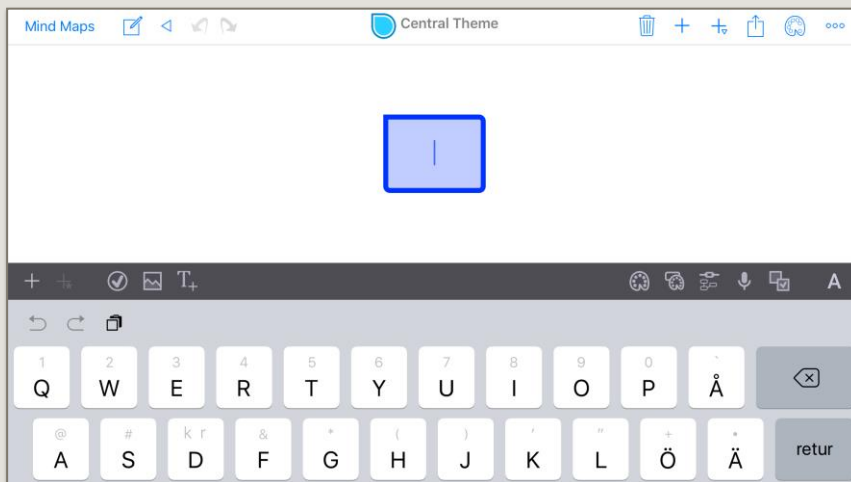 Mind Maps Central Theme
T+ A
1 2 3 4 5 6 7 8 9 0 `
Q W E R T Y U I O P Å
@ # k r & * ( ) ' " + •
A S D F G H J K L Ö Ä retur